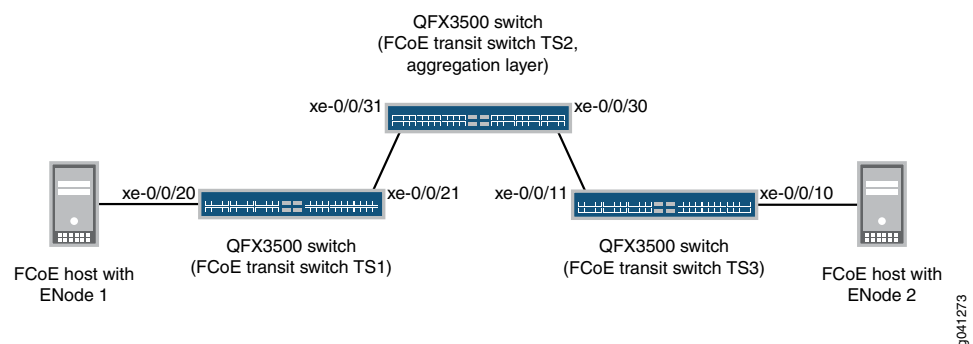 QFX3500 switch
(FCoE transit switch TS2,
aggregation layer)
xe-0/0/31
xe-0/0/30
xe-0/0/20
xe-0/0/21
xe-0/0/11
xe-0/0/10
QFX3500 switch
(FCoE transit switch TS1)
QFX3500 switch
(FCoE transit switch TS3)
FCoE host with
ENode 1
FCoE host with
ENode 2
g041273